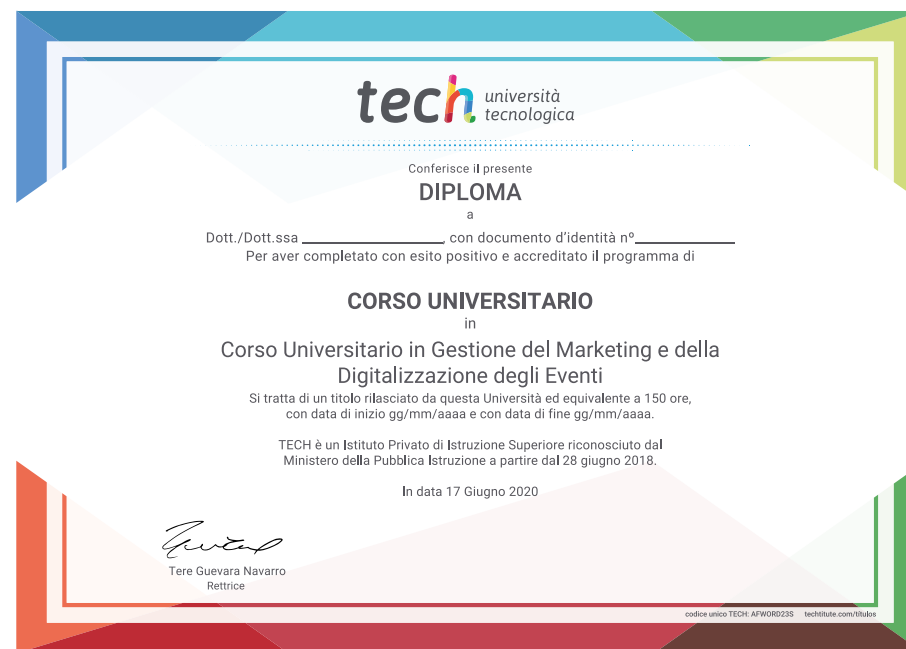 tech università
tecnologica
Conferisce il presente
DIPLOMA
a
Dott./Dott.ssa ____________________, con documento d'identità nº______________
Per aver completato con esito positivo e accreditato il programma di
CORSO UNIVERSITARIO
in
Corso Universitario in Gestione del Marketing e della
Digitalizzazione degli Eventi
Si tratta di un titolo rilasciato da questa Università ed equivalente a 150 ore,
con data di inizio gg/mm/aaaa e con data di fine gg/mm/aaaa.
TECH è un Istituto Privato di Istruzione Superiore riconosciuto dal
Ministero della Pubblica Istruzione a partire dal 28 giugno 2018.
In data 17 Giugno 2020
Tere Guevara Navarro
Rettrice
codice unico TECH: AFWORD23S techtitute.com/títulos